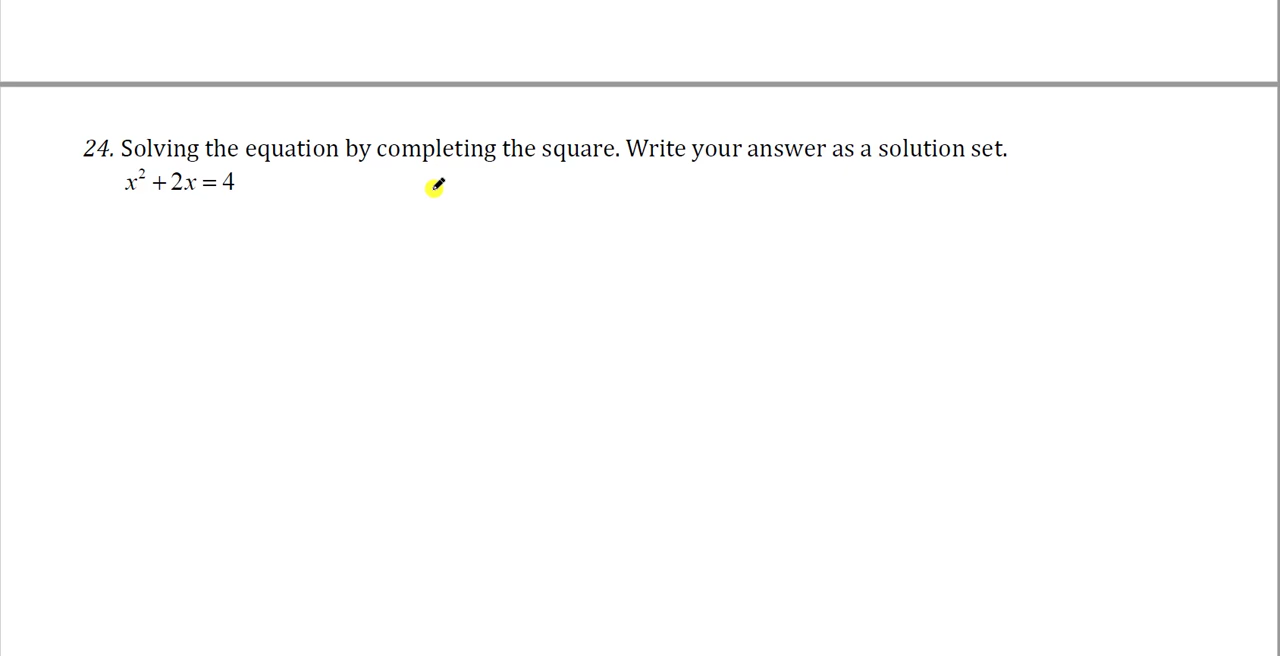 24. Solving the equation by completing the square. Write your answer as a solution set.
x² + 2x = 4